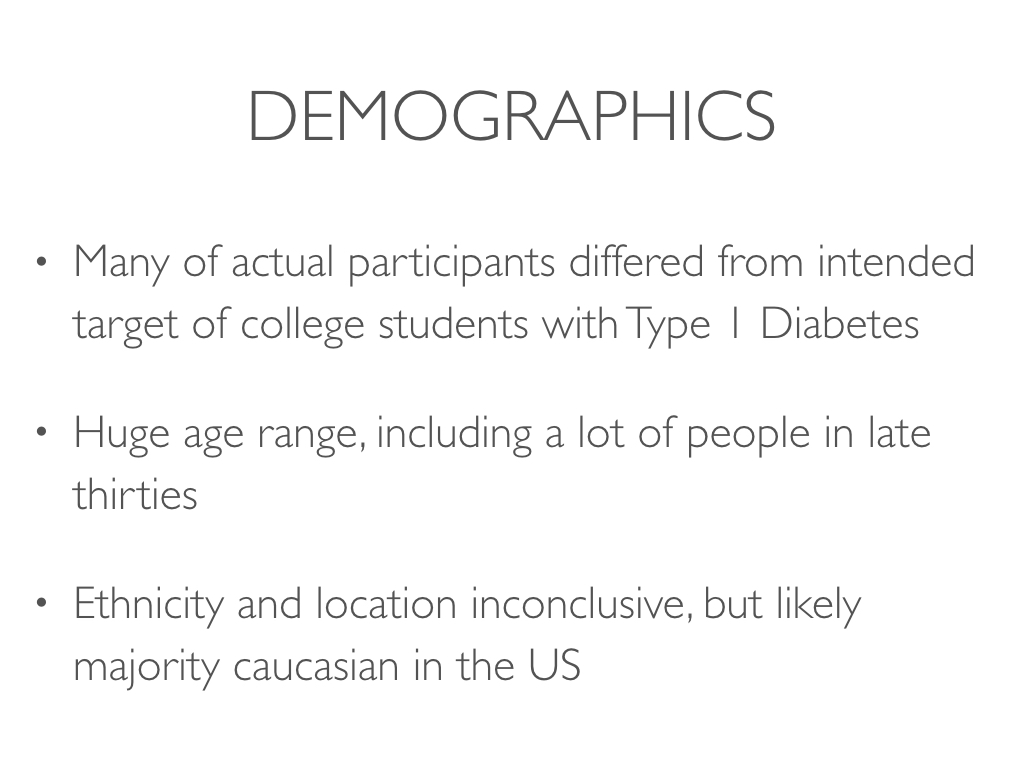 DEMOGRAPHICS
• Many of actual participants differed from intended
target of college students with Type 1 Diabetes
• Huge age range, including a lot of people in late
thirties
• Ethnicity and location inconclusive, but likely
majority caucasian in the US